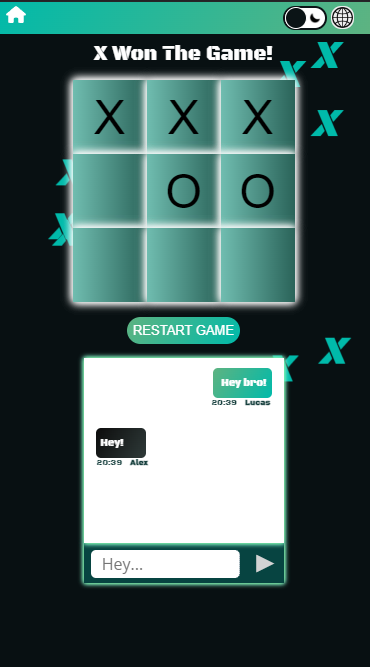 X Won The Game!
X X X
O O
RESTART GAME
Hey bro!
20:39 Lucas
Hey!
20:39 Alex
Hey...